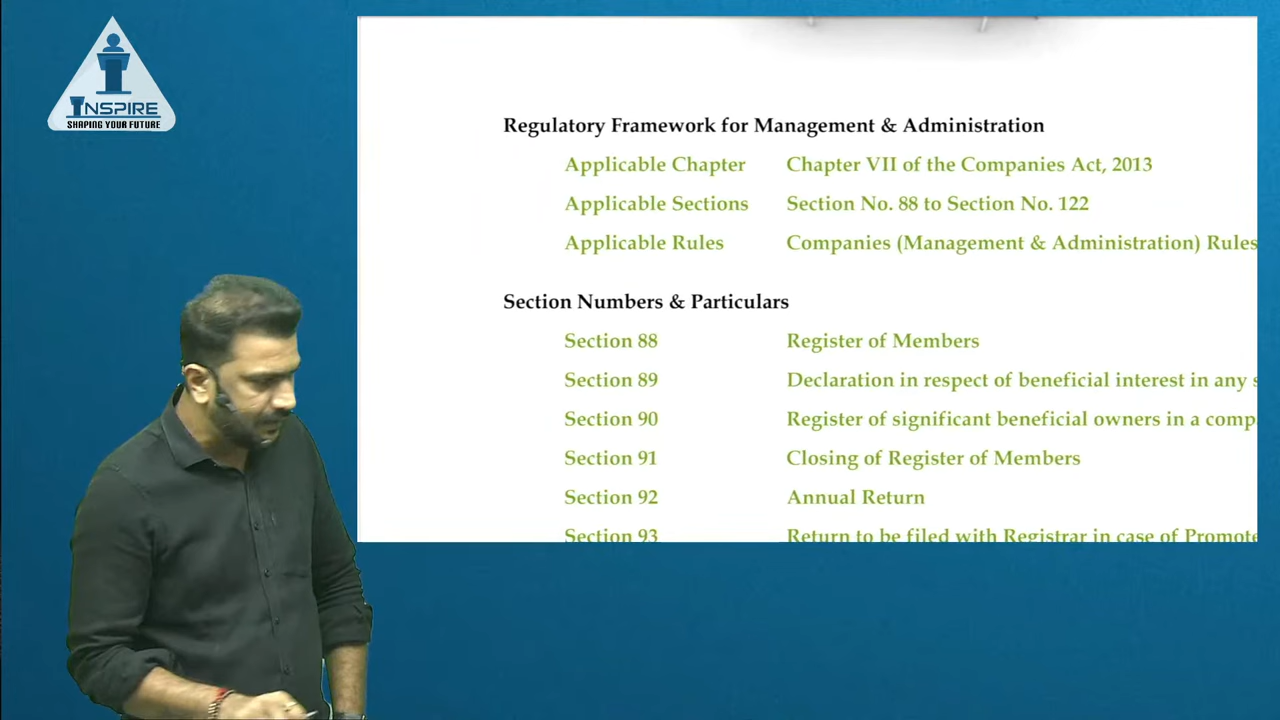 INSPIRE
SHAPING YOUR FUTURE
Regulatory Framework for Management & Administration
Applicable Chapter Chapter VII of the Companies Act, 2013
Applicable Sections Section No. 88 to Section No. 122
Applicable Rules Companies (Management & Administration) Rules
Section Numbers & Particulars
Section 88 Register of Members
Section 89 Declaration in respect of beneficial interest in any s
Section 90 Register of significant beneficial owners in a comp
Section 91 Closing of Register of Members
Section 92 Annual Return
Section 93 Return to be filed with Registrar in case of Promote